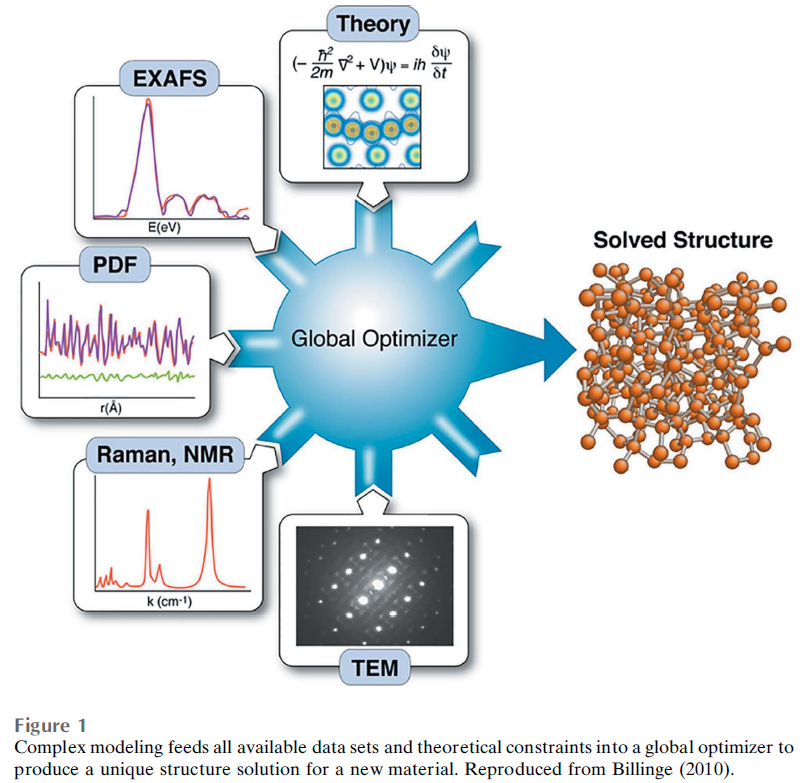 Theory
(- ℏ²/2m ∇² + V)ψ = ih δψ/δt
EXAFS
E(eV)
PDF
r(Å)
Raman, NMR
k (cm⁻¹)
TEM
Global Optimizer
Solved Structure
Figure 1
Complex modeling feeds all available data sets and theoretical constraints into a global optimizer to
produce a unique structure solution for a new material. Reproduced from Billinge (2010).